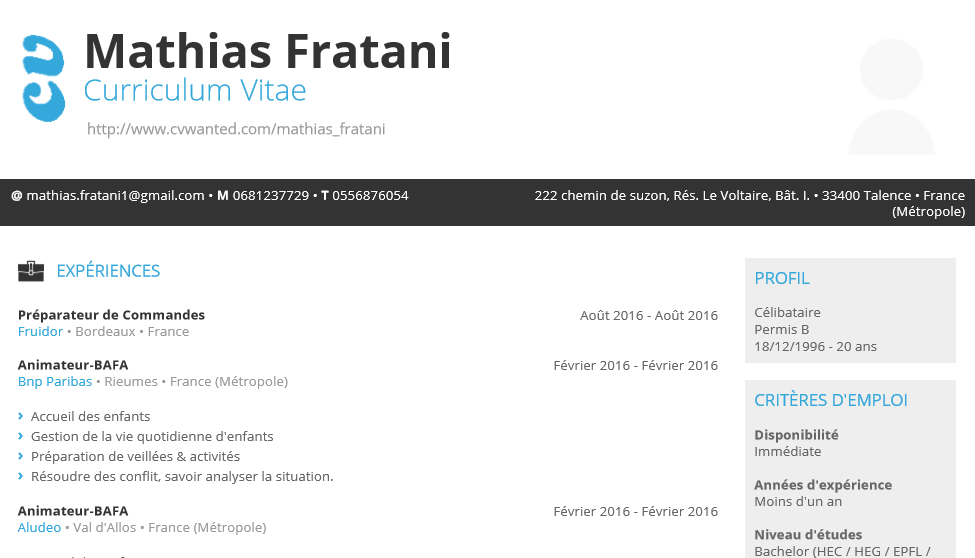 Mathias Fratani
Curriculum Vitae
http://www.cvwanted.com/mathias_fratani
@ mathias.fratani1@gmail.com • M 0681237729 • T 0556876054
222 chemin de suzon, Rés. Le Voltaire, Bât. I. • 33400 Talence • France
(Métropole)
EXPÉRIENCES
Préparateur de Commandes
Août 2016 - Août 2016
Fruidor • Bordeaux • France
Animateur-BAFA
Février 2016 - Février 2016
Bnp Paribas • Rieumes • France (Métropole)
Accueil des enfants
Gestion de la vie quotidienne d'enfants
Préparation de veillées & activités
Résoudre des conflit, savoir analyser la situation.
Animateur-BAFA
Février 2016 - Février 2016
Aludeo • Val d'Allos • France (Métropole)
PROFIL
Célibataire
Permis B
18/12/1996 - 20 ans
CRITÈRES D'EMPLOI
Disponibilité
Immédiate
Années d'expérience
Moins d'un an
Niveau d'études
Bachelor (HEC / HEG / EPFL /